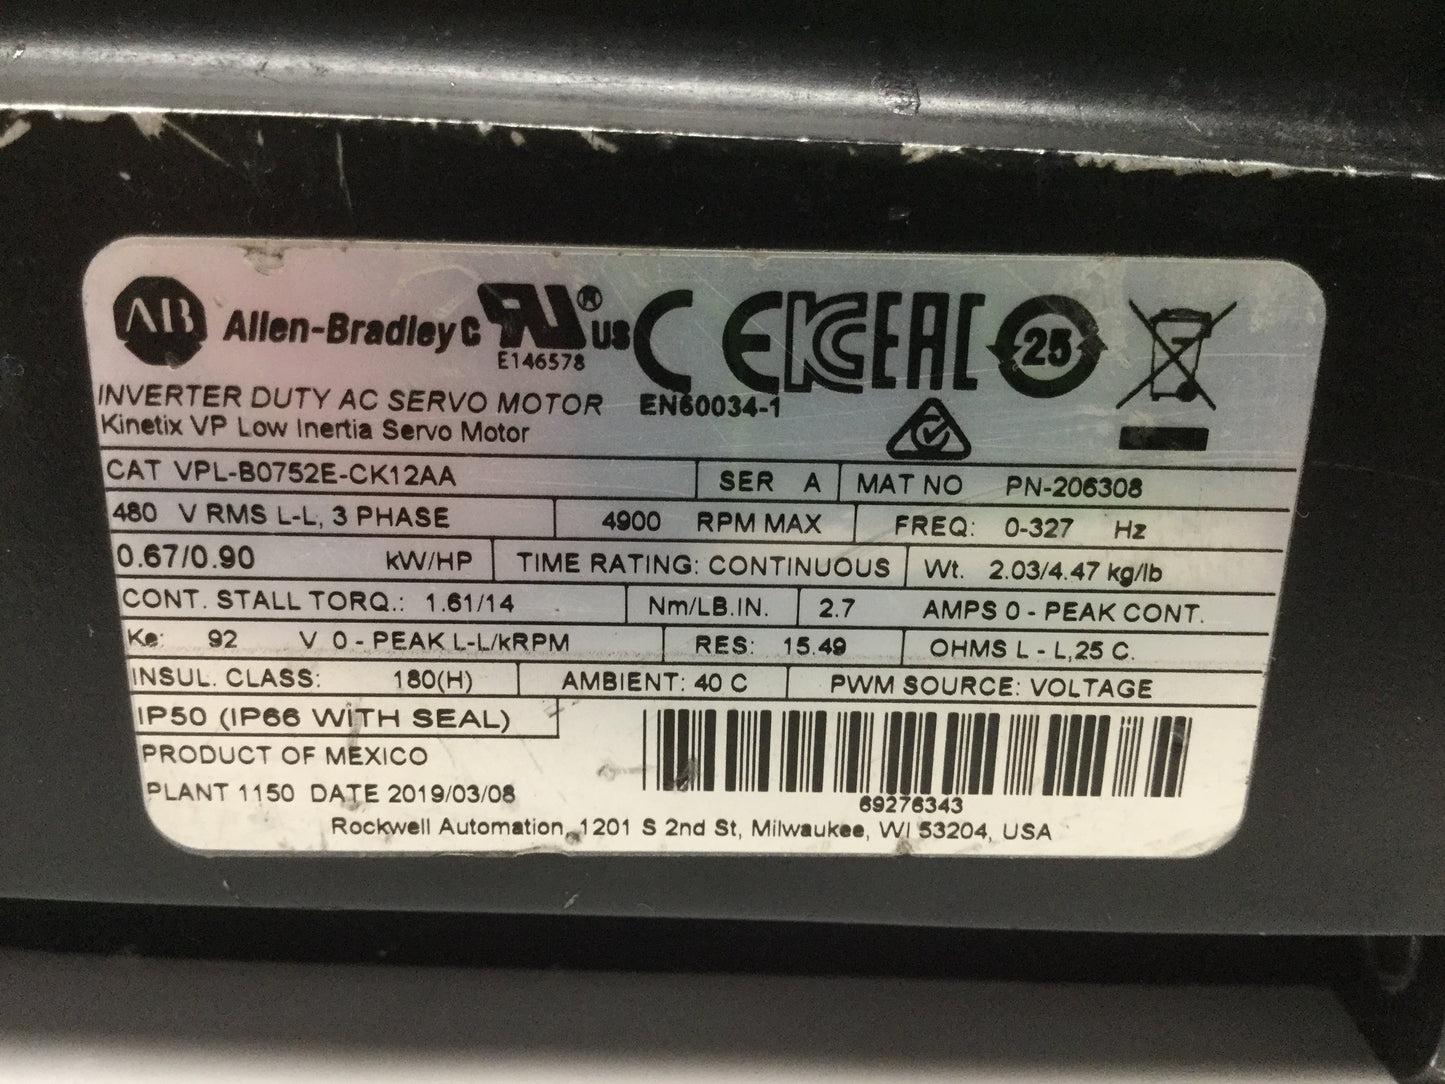 AB Allen-Bradley c RU® US C E KC EAC 25
E146578
INVERTER DUTY AC SERVO MOTOR EN60034-1
Kinetix VP Low Inertia Servo Motor
CAT VPL-B0752E-CK12AA SER A MAT NO PN-206308
480 V RMS L-L, 3 PHASE 4900 RPM MAX FREQ: 0-327 Hz
0.67/0.90 kW/HP TIME RATING: CONTINUOUS Wt. 2.03/4.47 kg/lb
CONT. STALL TORQ.: 1.61/14 Nm/LB.IN. 2.7 AMPS 0 - PEAK CONT.
Ke: 92 V 0 - PEAK L-L/kRPM RES: 15.49 OHMS L - L,25 C.
INSUL. CLASS: 180(H) AMBIENT: 40 C PWM SOURCE: VOLTAGE
IP50 (IP66 WITH SEAL)
PRODUCT OF MEXICO
PLANT 1150 DATE 2019/03/08 69276343
Rockwell Automation, 1201 S 2nd St, Milwaukee, WI 53204, USA